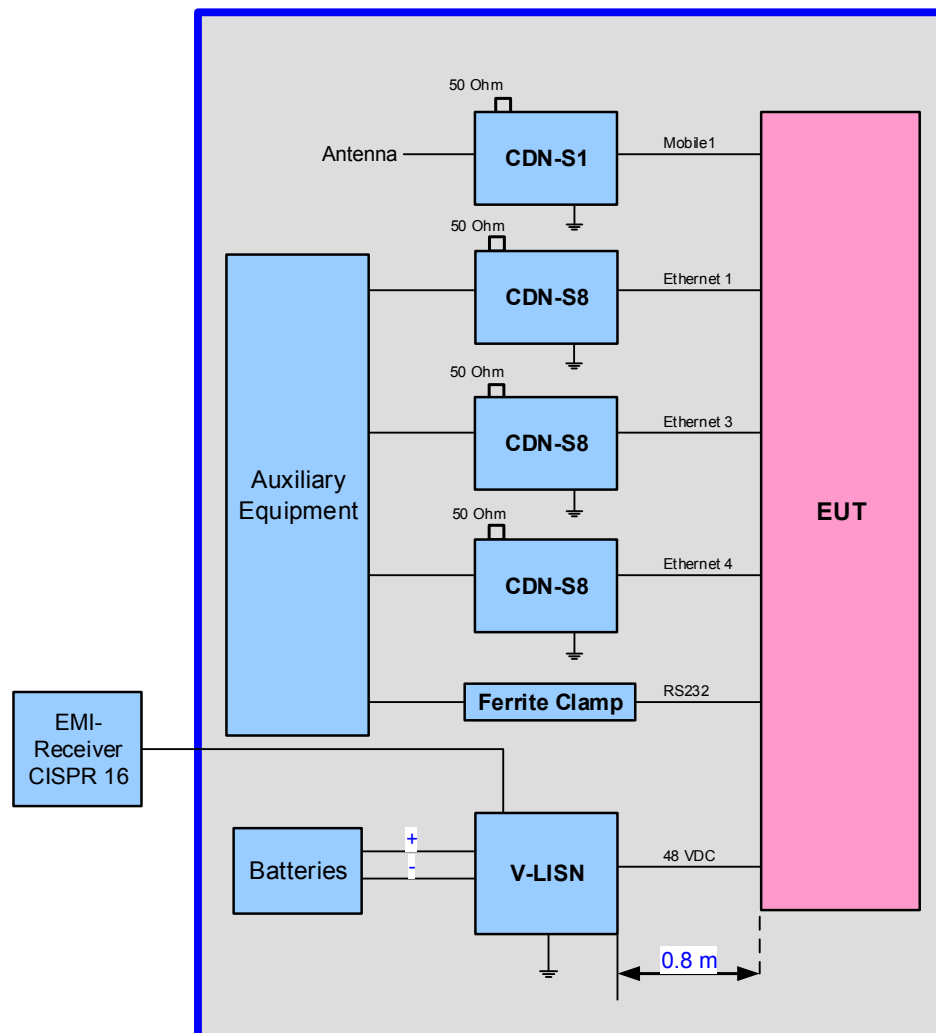 50 Ohm
Antenna
CDN-S1
Mobile1
50 Ohm
CDN-S8
Ethernet 1
50 Ohm
CDN-S8
Ethernet 3
Auxiliary
Equipment
EUT
50 Ohm
CDN-S8
Ethernet 4
Ferrite Clamp
RS232
EMI-
Receiver
CISPR 16
Batteries
+
-
V-LISN
48 VDC
0.8 m